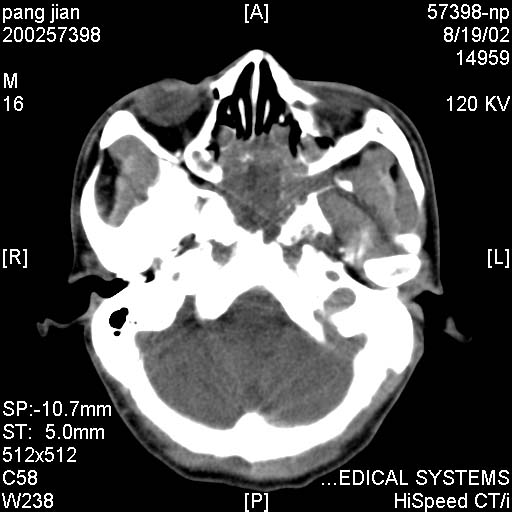 pang jian
200257398
M
16
[A]
57398-np
8/19/02
14959
120 KV
[R]
[L]
SP:-10.7mm
ST: 5.0mm
512x512
C58
W238
[P]
...EDICAL SYSTEMS
HiSpeed CT/i